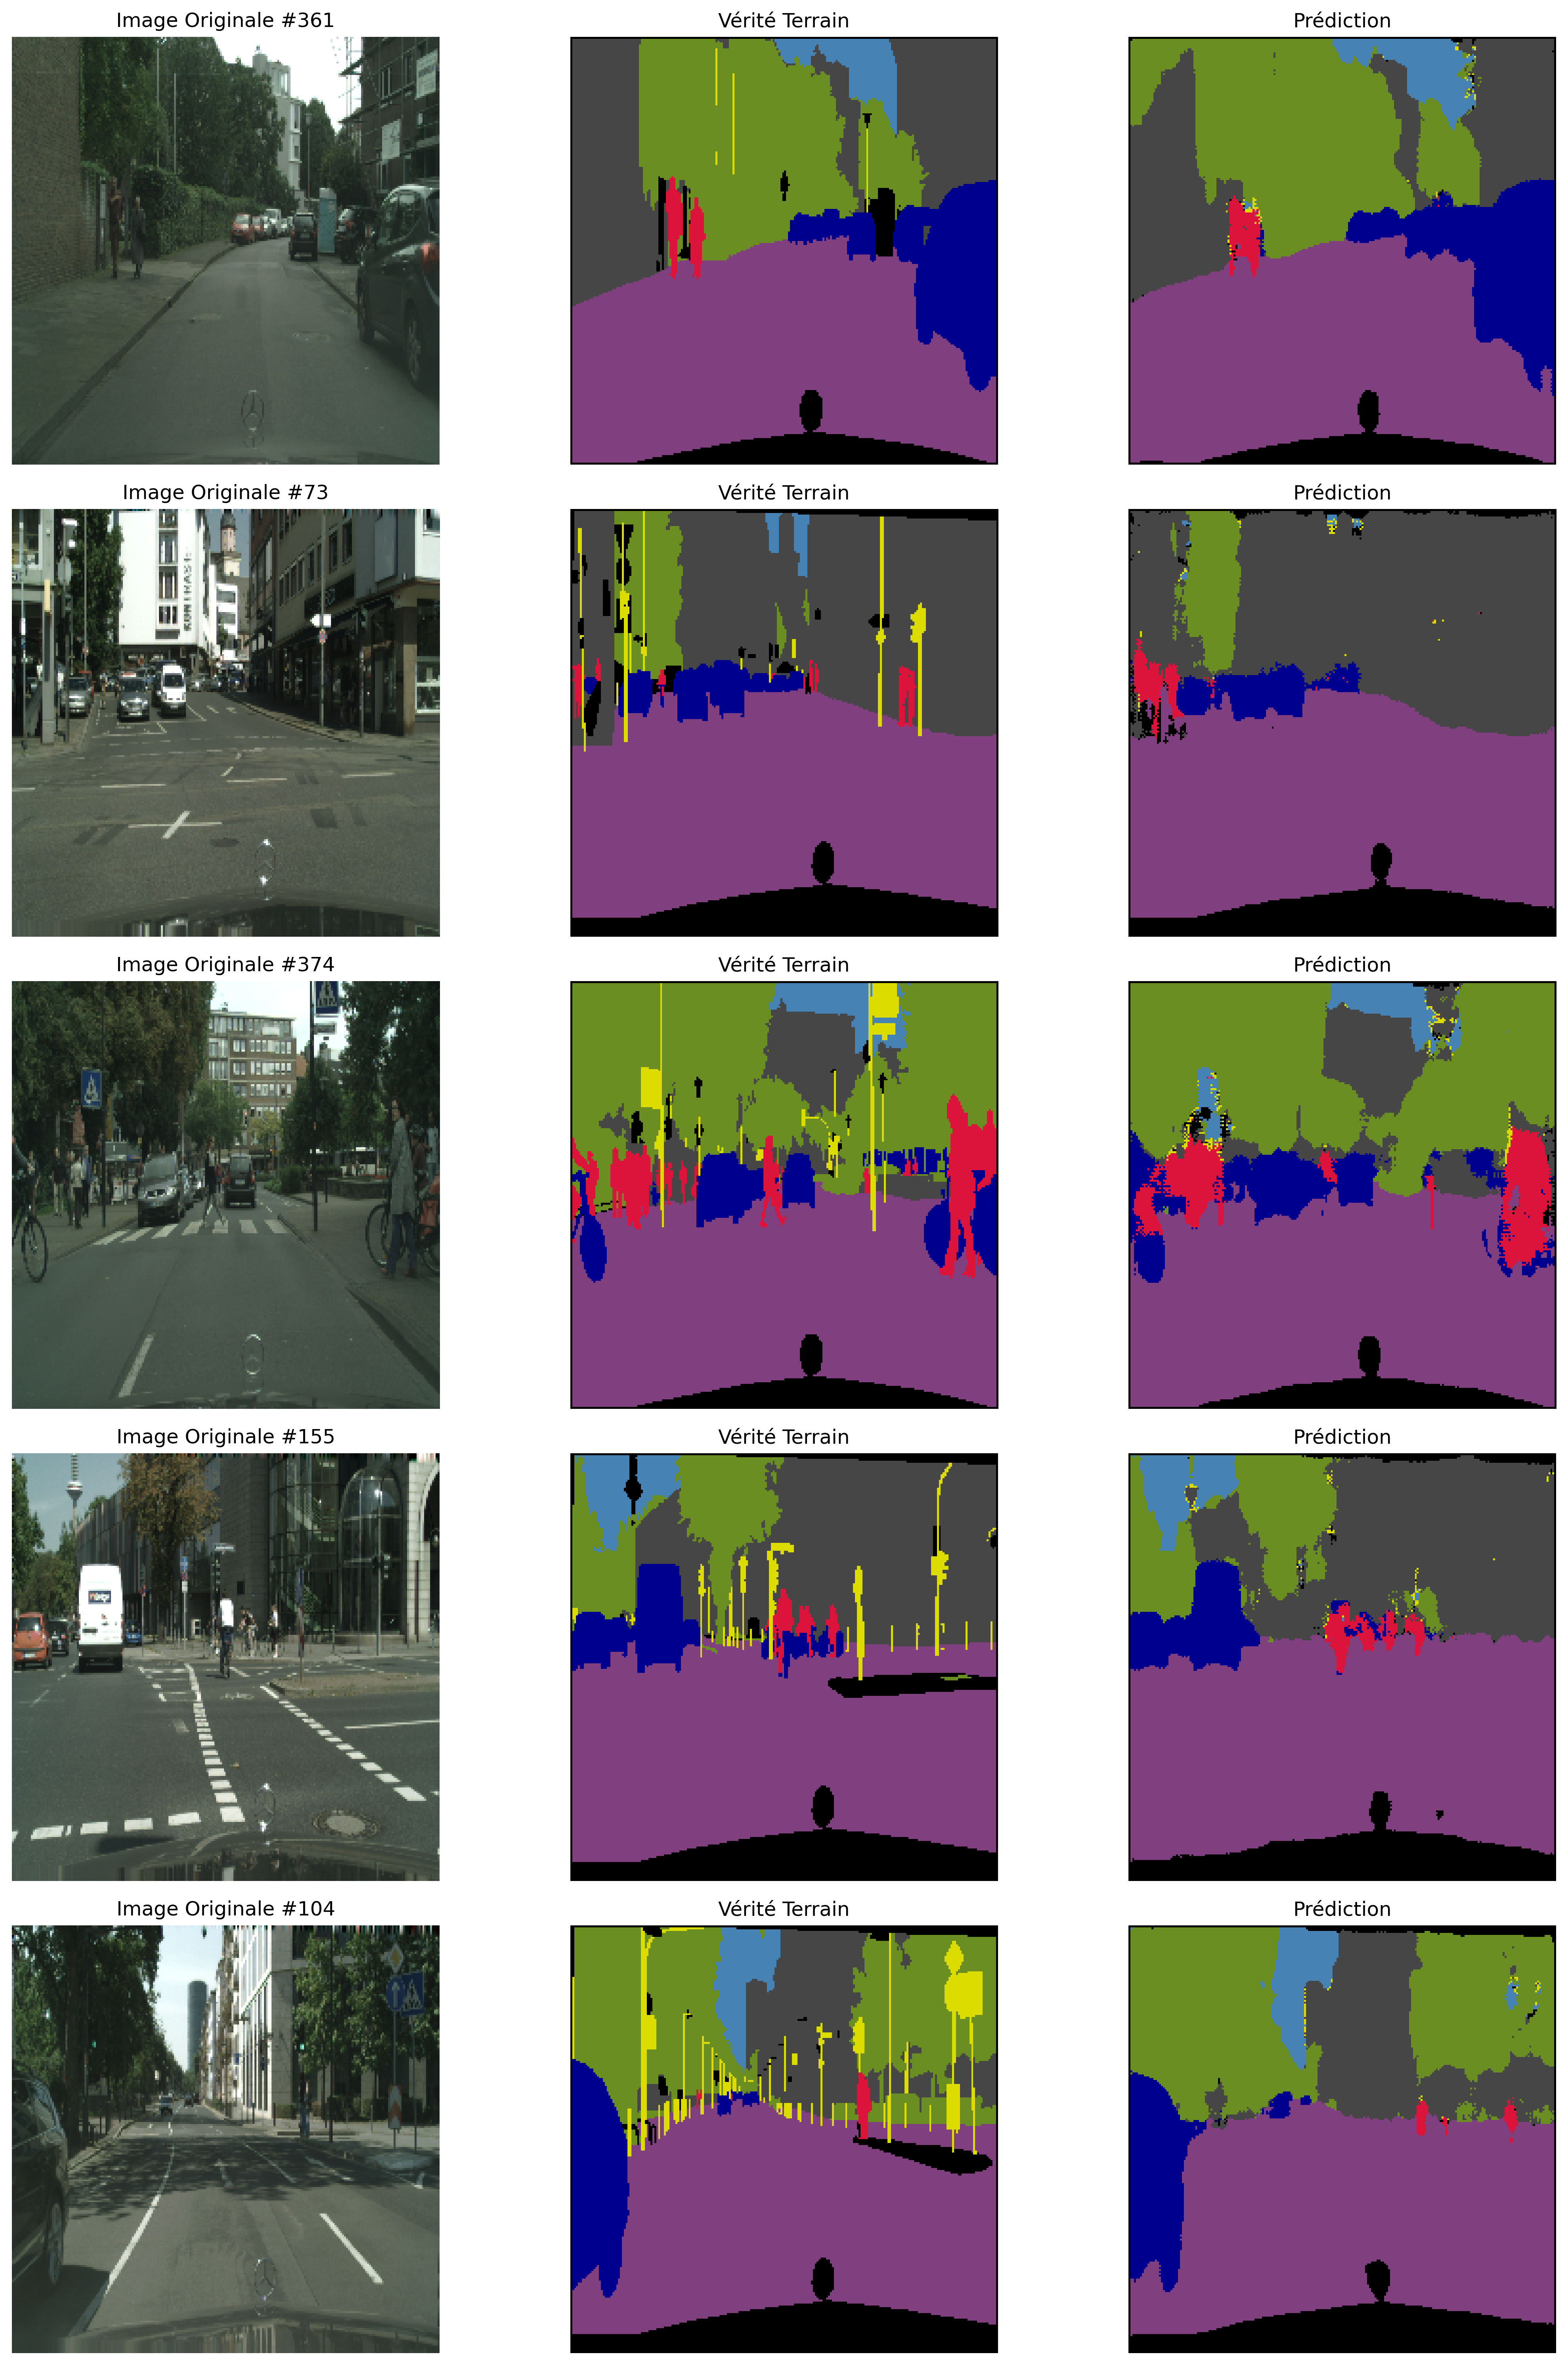 Image Originale #361
Vérité Terrain
Prédiction
Image Originale #73
Vérité Terrain
Prédiction
Image Originale #374
Vérité Terrain
Prédiction
Image Originale #155
Vérité Terrain
Prédiction
Image Originale #104
Vérité Terrain
Prédiction